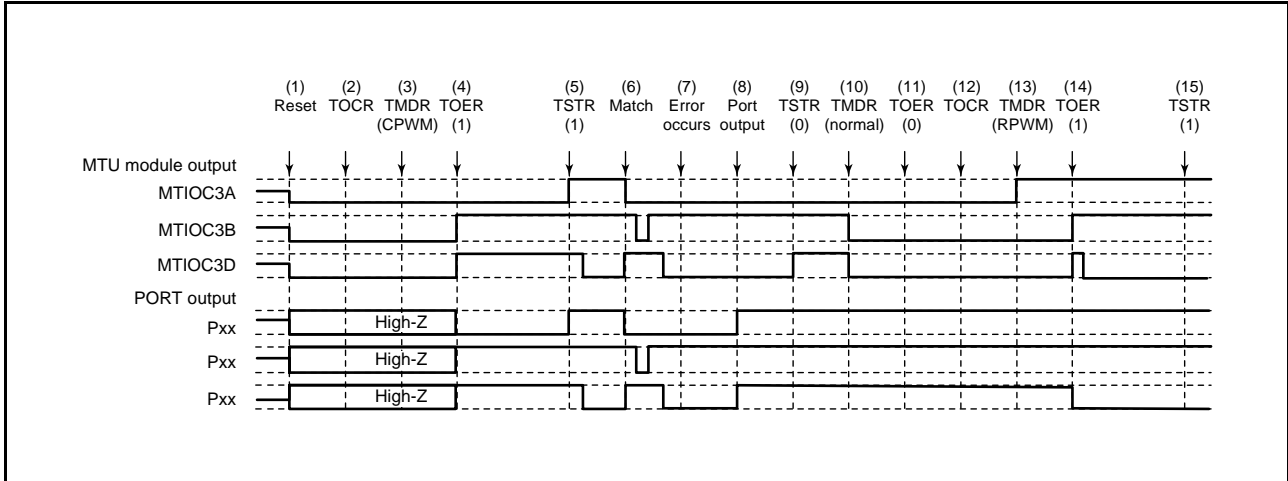 (1) (2) (3) (4) (5) (6) (7) (8) (9) (10) (11) (12) (13) (14) (15)
Reset TOCR TMDR TOER TSTR Match Error Port TSTR TMDR TOER TOCR TMDR TOER TSTR
(CPWM) (1) (1) occurs output (0) (normal) (0) (RPWM) (1) (1)
MTU module output
MTIOC3A
MTIOC3B
MTIOC3D
PORT output
Pxx High-Z
Pxx High-Z
Pxx High-Z